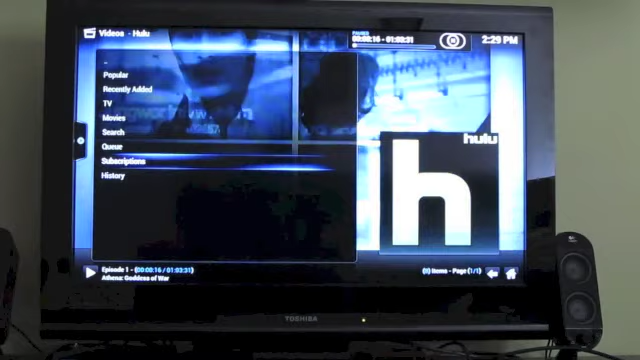 Videos - Hulu
PAUSED
00:00:16 - 01:03:31
2:29 PM
..
Popular
Recently Added
TV
Movies
Search
Queue
Subscriptions
History
hulu
h
Episode 1 - (00:00:16 / 01:03:31)
Athena: Goddess of War
(8) Items - Page (1/1)
TOSHIBA